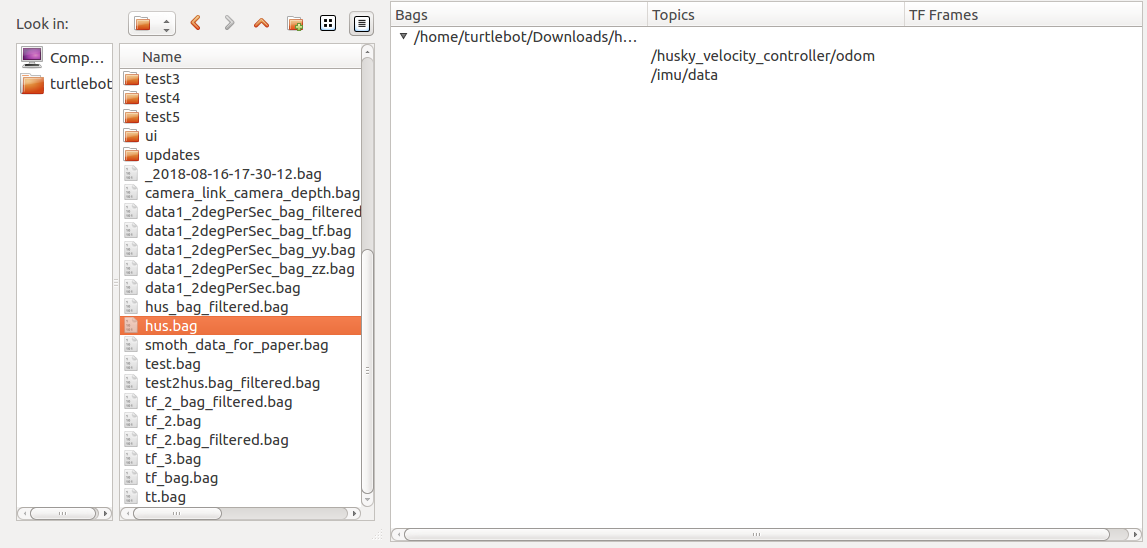 Look in:
Comp...
turtlebot
Name
test3
test4
test5
ui
updates
_2018-08-16-17-30-12.bag
camera_link_camera_depth.bag
data1_2degPerSec_bag_filtered
data1_2degPerSec_bag_tf.bag
data1_2degPerSec_bag_yy.bag
data1_2degPerSec_bag_zz.bag
data1_2degPerSec.bag
hus_bag_filtered.bag
hus.bag
smoth_data_for_paper.bag
test.bag
test2hus.bag_filtered.bag
tf_2_bag_filtered.bag
tf_2.bag
tf_2.bag_filtered.bag
tf_3.bag
tf_bag.bag
tt.bag
Bags Topics TF Frames
/home/turtlebot/Downloads/h...
/husky_velocity_controller/odom
/imu/data